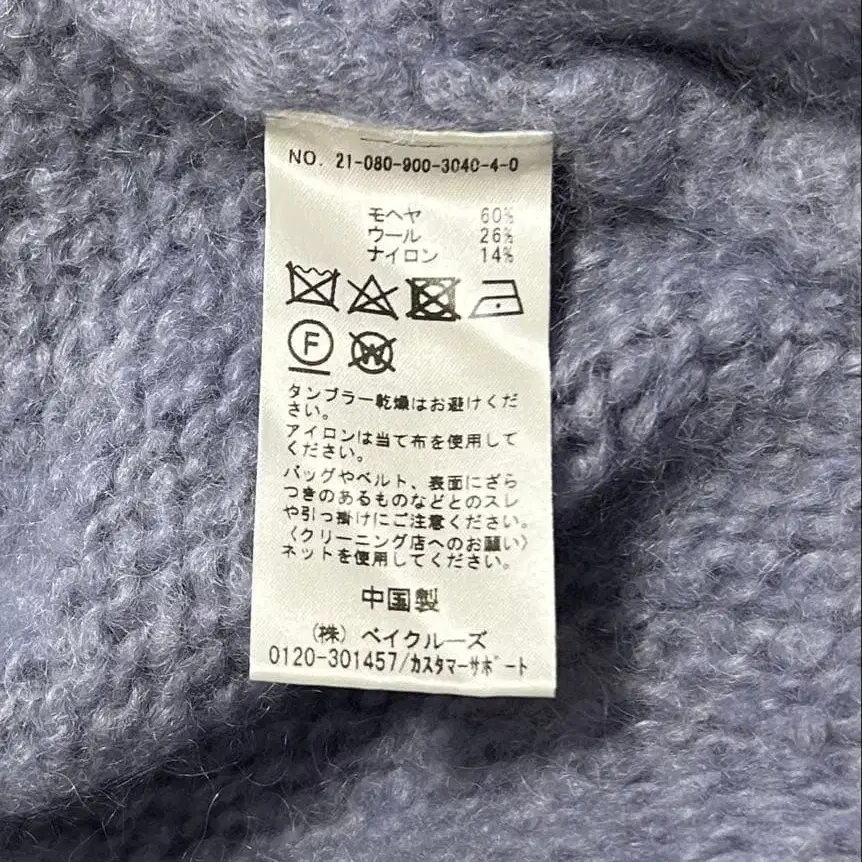 NO. 21-080-900-3040-4-0
モヘヤ 60%
ウール 26%
ナイロン 14%
F W
タンブラー乾燥はお避けくだ
さい。
アイロンは当て布を使用して
ください。
バッグやベルト、表面にざら
つきのあるものなどとのスレ
や引っ掛けにご注意ください。
〈クリーニング店へのお願い〉
ネットを使用してください。
中国製
(株) ベイクルーズ
0120-301457/カスタマーサポート